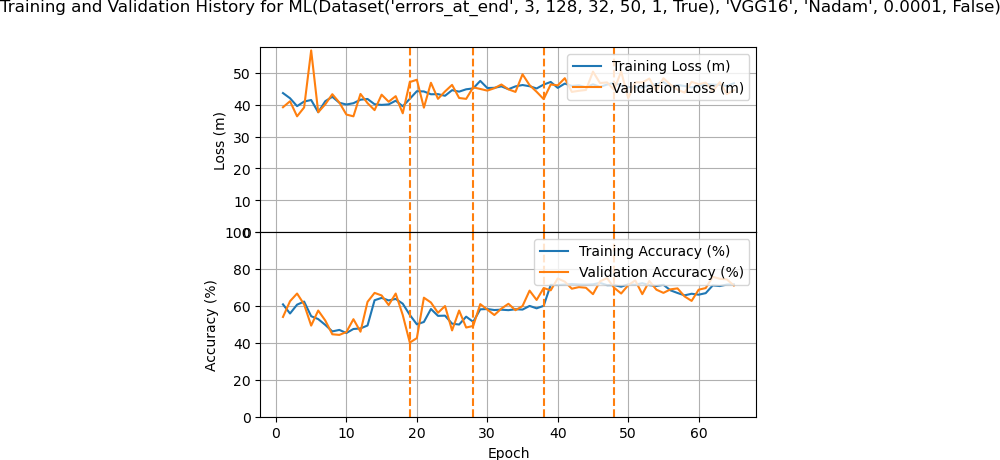 Training and Validation History for ML(Dataset('errors_at_end', 3, 128, 32, 50, 1, True), 'VGG16', 'Nadam', 0.0001, False)
Training Loss (m)
Validation Loss (m)
50
40
30
20
10
0
Loss (m)
Training Accuracy (%)
Validation Accuracy (%)
100
80
60
40
20
0
Accuracy (%)
0 10 20 30 40 50 60
Epoch